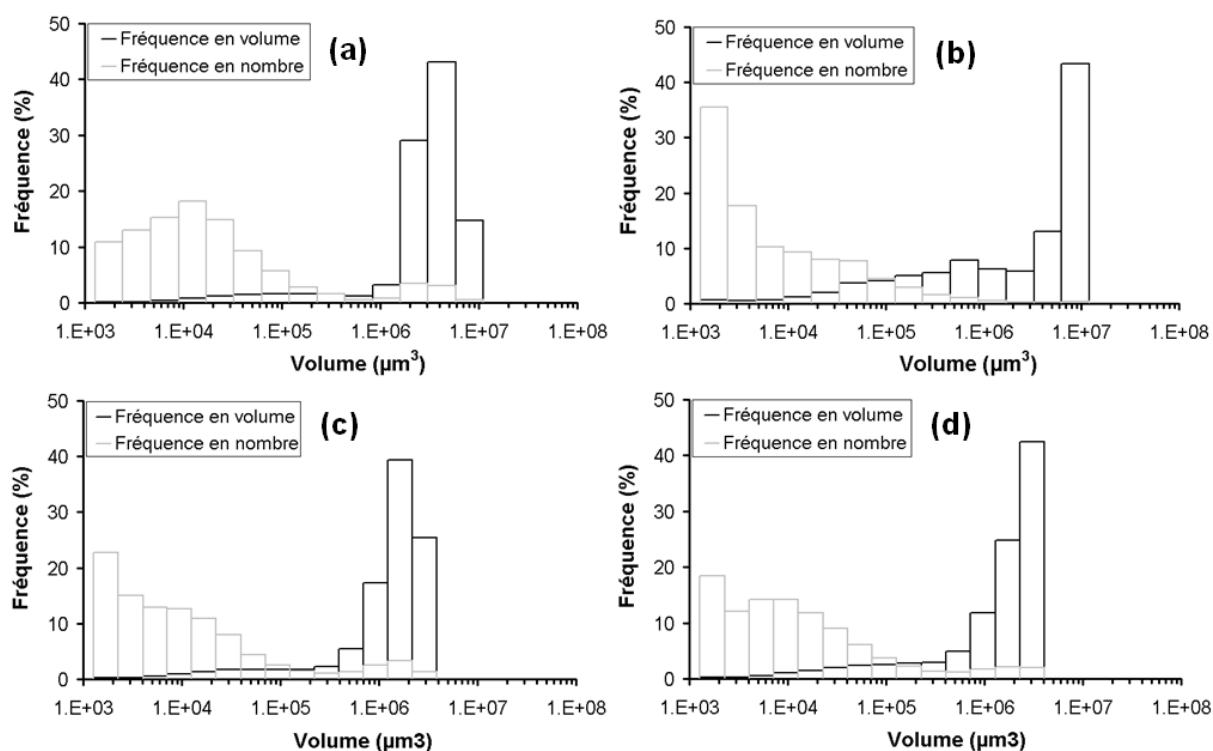 (a)
Fréquence en volume
Fréquence en nombre
Fréquence (%)
50
40
30
20
10
0
1.E+03 1.E+04 1.E+05 1.E+06 1.E+07 1.E+08
Volume (µm³)
(b)
Fréquence en volume
Fréquence en nombre
Fréquence (%)
50
40
30
20
10
0
1.E+03 1.E+04 1.E+05 1.E+06 1.E+07 1.E+08
Volume (µm³)
(c)
Fréquence en volume
Fréquence en nombre
Fréquence (%)
50
40
30
20
10
0
1.E+03 1.E+04 1.E+05 1.E+06 1.E+07 1.E+08
Volume (µm3)
(d)
Fréquence en volume
Fréquence en nombre
Fréquence (%)
50
40
30
20
10
0
1.E+03 1.E+04 1.E+05 1.E+06 1.E+07 1.E+08
Volume (µm3)